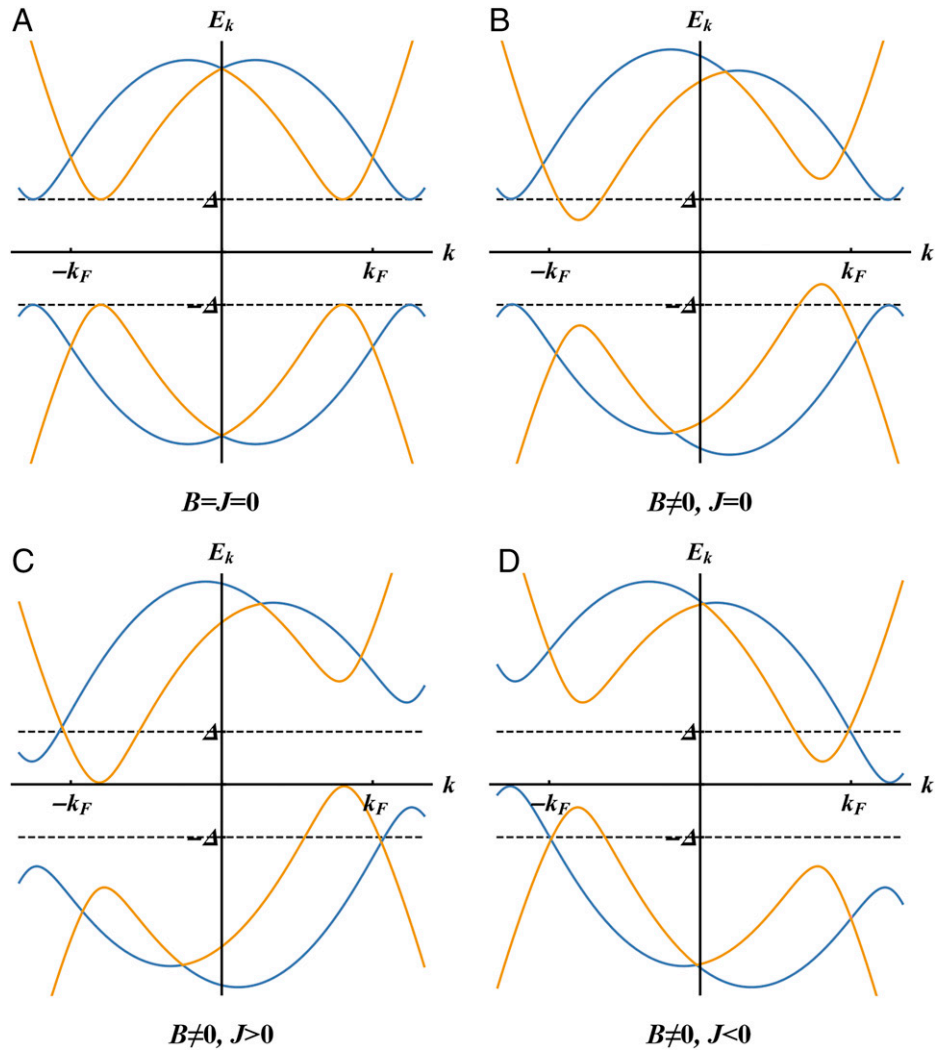 A
E_k
Δ
k
−k_F
k_F
−Δ
B=J=0
B
E_k
Δ
k
−k_F
k_F
−Δ
B≠0, J=0
C
E_k
Δ
k
−k_F
k_F
−Δ
B≠0, J>0
D
E_k
Δ
k
−k_F
k_F
−Δ
B≠0, J<0